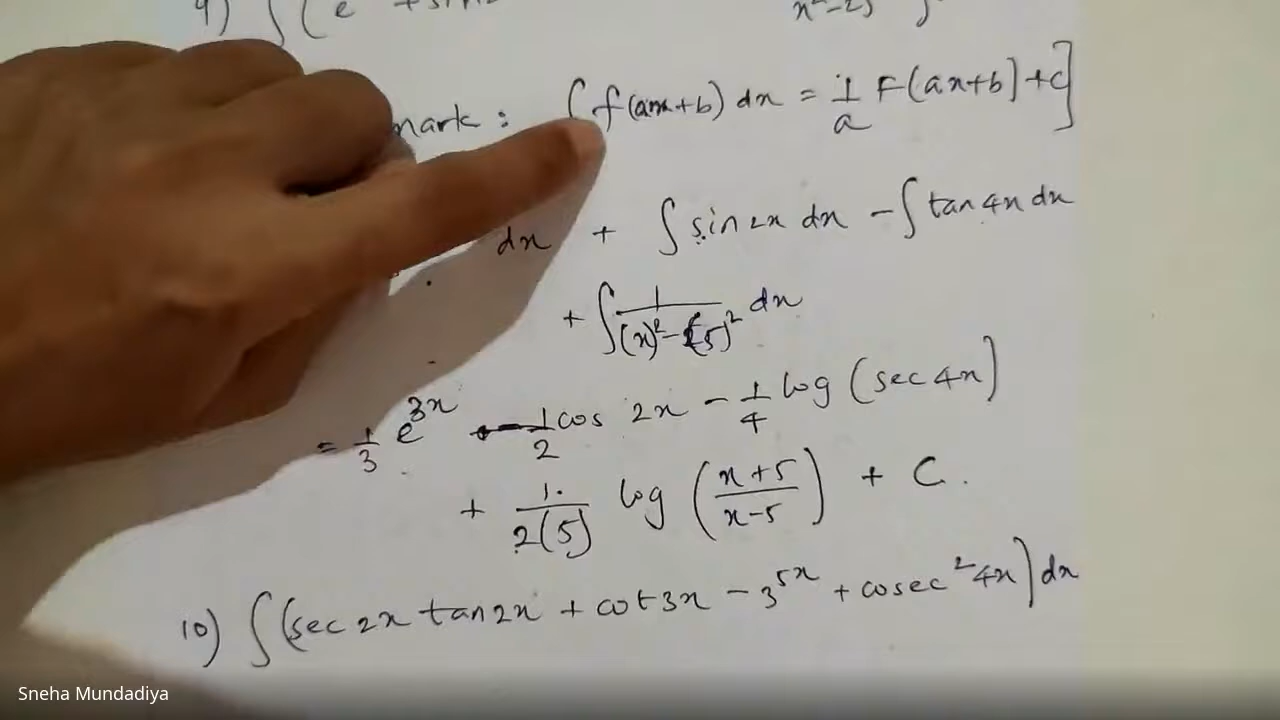 9) ∫(e + sin2
x²-25
mark : ∫f(ax+b) dx = 1/a F(ax+b] + c]
dx + ∫ sin 2x dx - ∫ tan 4x dx
+ ∫ 1/((x)² - (5)²) dx
= 1/3 e^3x - 1/2 cos 2x - 1/4 log (sec 4x)
+ 1/2(5) log ((x+5)/(x-5)) + C.
10) ∫(sec 2x tan 2x + cot 3x - 3^5x + cosec² 4x) dx
Sneha Mundadiya